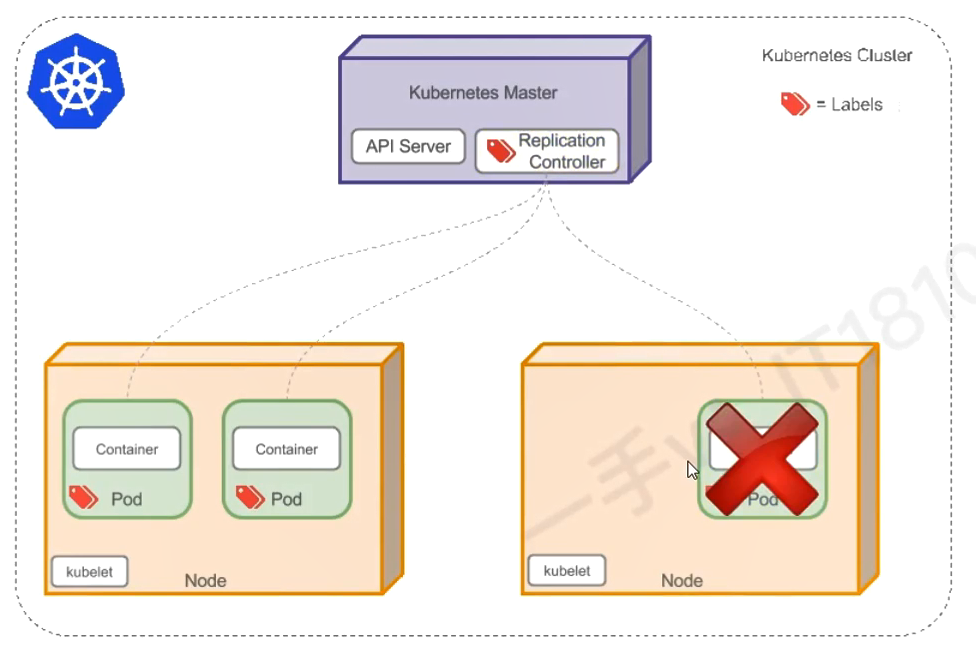 Kubernetes Cluster
= Labels
Kubernetes Master
API Server
Replication
Controller
Container
Container
Pod
Pod
Pod
kubelet
Node
kubelet
Node
一手
IT1810